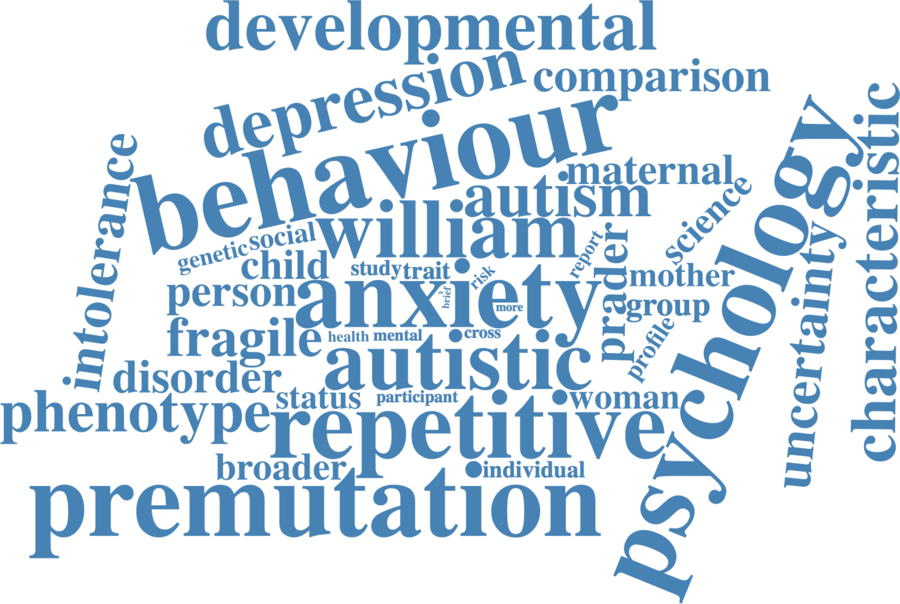 developmental
depression
comparison
behaviour
maternal
autism
intolerance
characteristic
psychology
science
william
genetic
social
child
study
trait
report
risk
prader
mother
uncertainty
person
anxiety
brief
more
group
fragile
health
mental
cross
profile
autistic
disorder
phenotype
status
participant
woman
repetitive
broader
individual
premutation